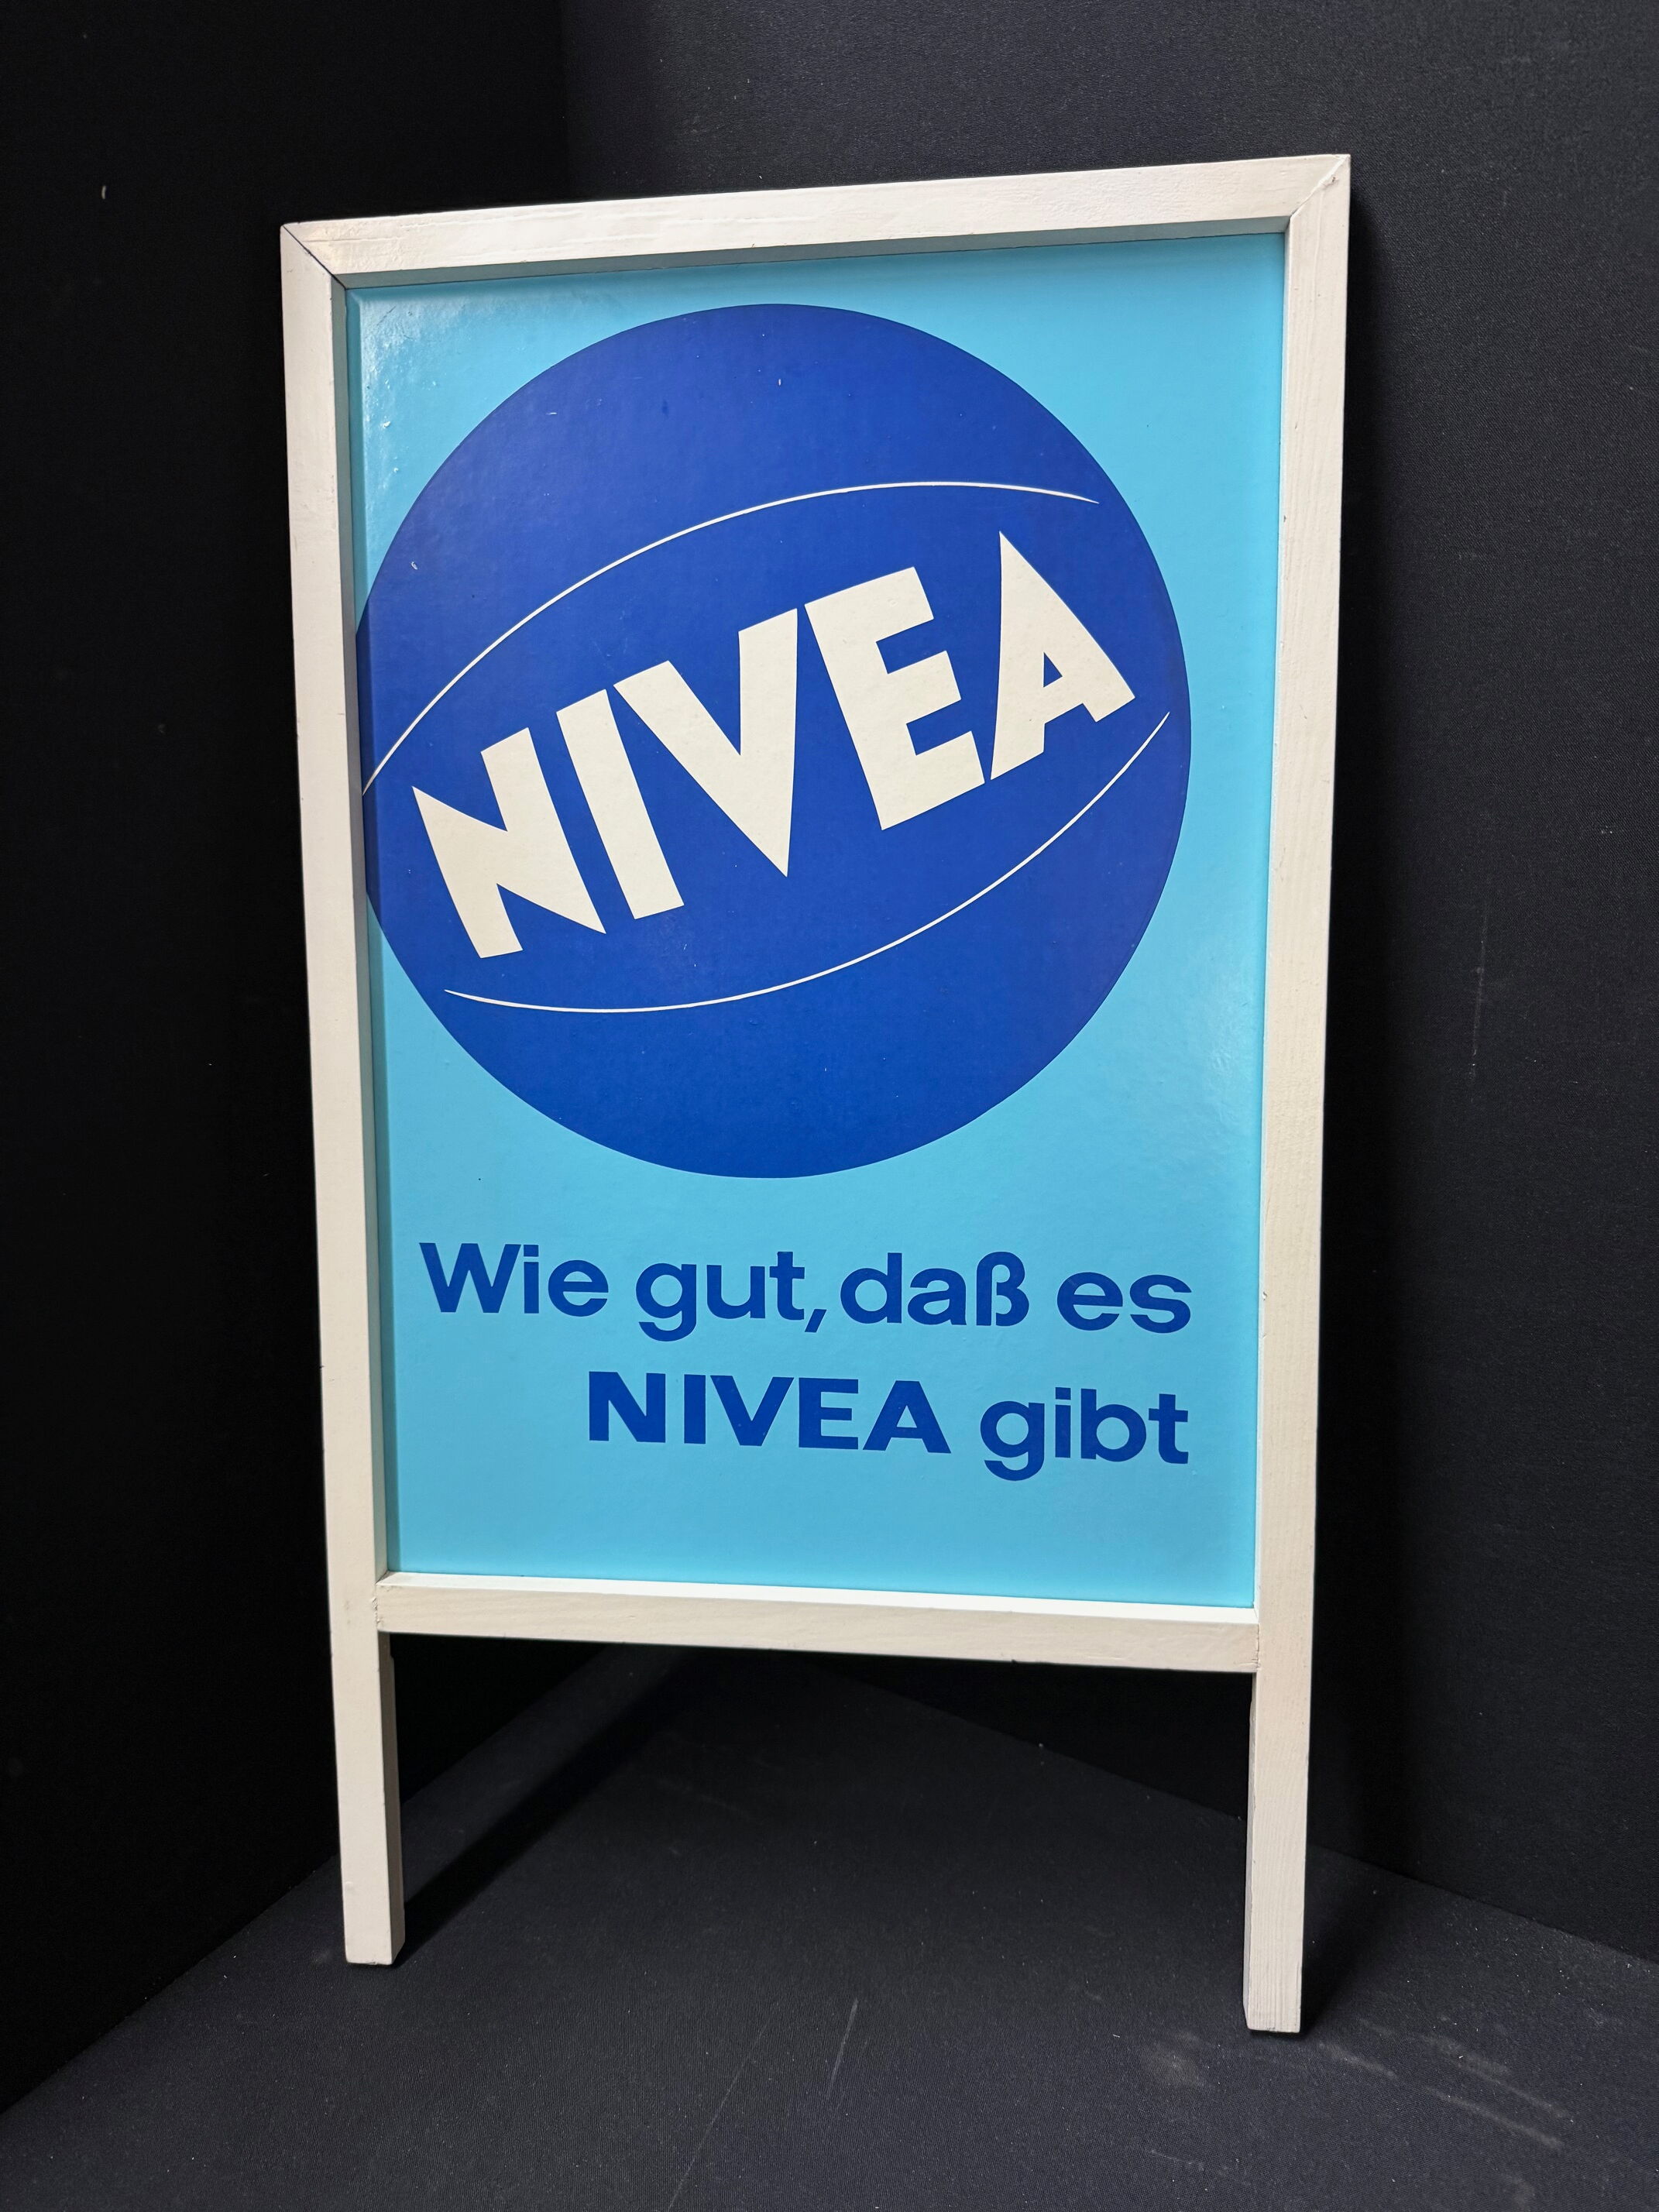 NIVEA
Wie gut, daß es
NIVEA gibt